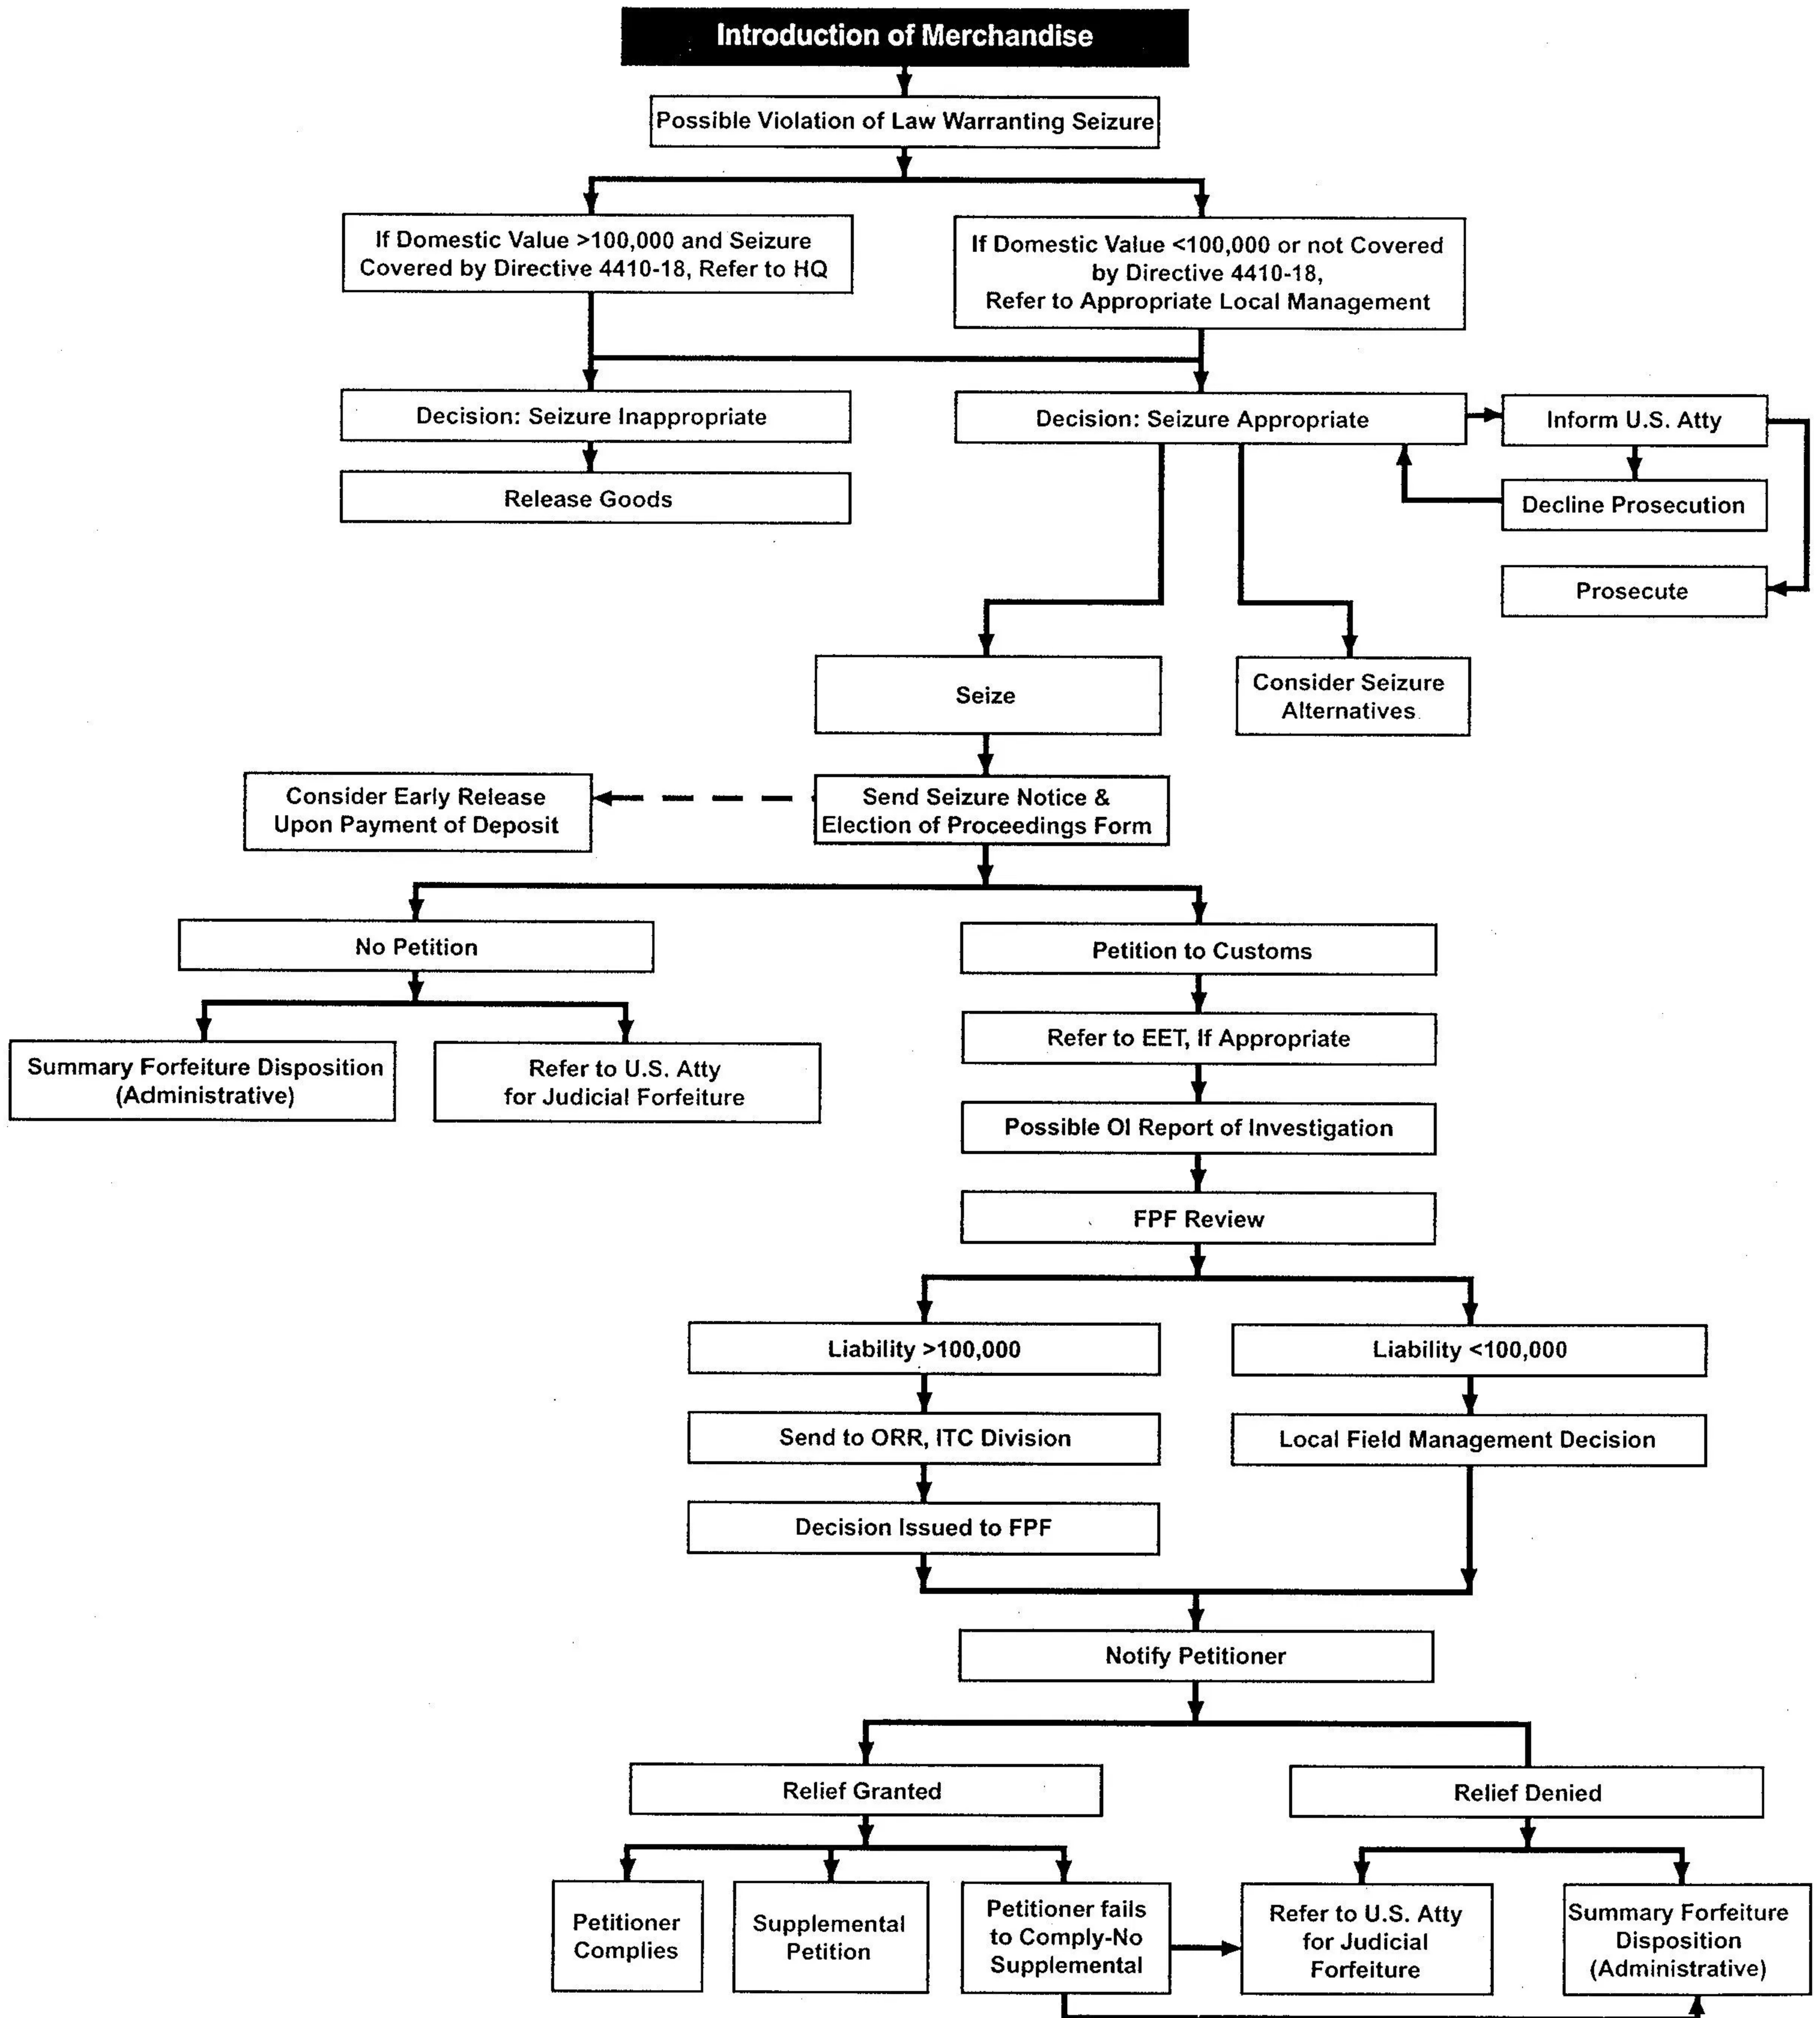 Introduction of Merchandise
Possible Violation of Law Warranting Seizure
If Domestic Value >100,000 and Seizure
Covered by Directive 4410-18, Refer to HQ
If Domestic Value <100,000 or not Covered
by Directive 4410-18,
Refer to Appropriate Local Management
Decision: Seizure Inappropriate
Decision: Seizure Appropriate
Inform U.S. Atty
Release Goods
Decline Prosecution
Prosecute
Seize
Consider Seizure
Alternatives
Consider Early Release
Upon Payment of Deposit
Send Seizure Notice &
Election of Proceedings Form
No Petition
Petition to Customs
Summary Forfeiture Disposition
(Administrative)
Refer to U.S. Atty
for Judicial Forfeiture
Refer to EET, If Appropriate
Possible OI Report of Investigation
FPF Review
Liability >100,000
Liability <100,000
Send to ORR, ITC Division
Local Field Management Decision
Decision Issued to FPF
Notify Petitioner
Relief Granted
Relief Denied
Petitioner
Complies
Supplemental
Petition
Petitioner fails
to Comply-No
Supplemental
Refer to U.S. Atty
for Judicial
Forfeiture
Summary Forfeiture
Disposition
(Administrative)